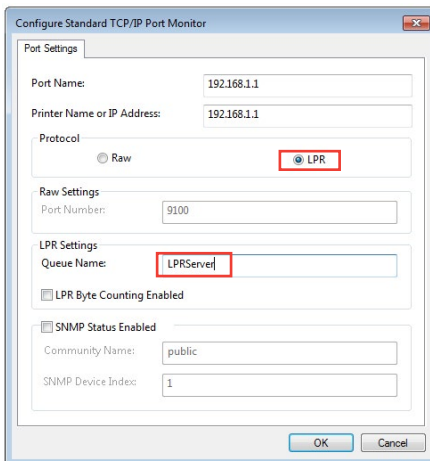 Configure Standard TCP/IP Port Monitor
Port Settings
Port Name: 192.168.1.1
Printer Name or IP Address: 192.168.1.1
Protocol
Raw LPR
Raw Settings
Port Number: 9100
LPR Settings
Queue Name: LPRServer
LPR Byte Counting Enabled
SNMP Status Enabled
Community Name: public
SNMP Device Index: 1
OK Cancel